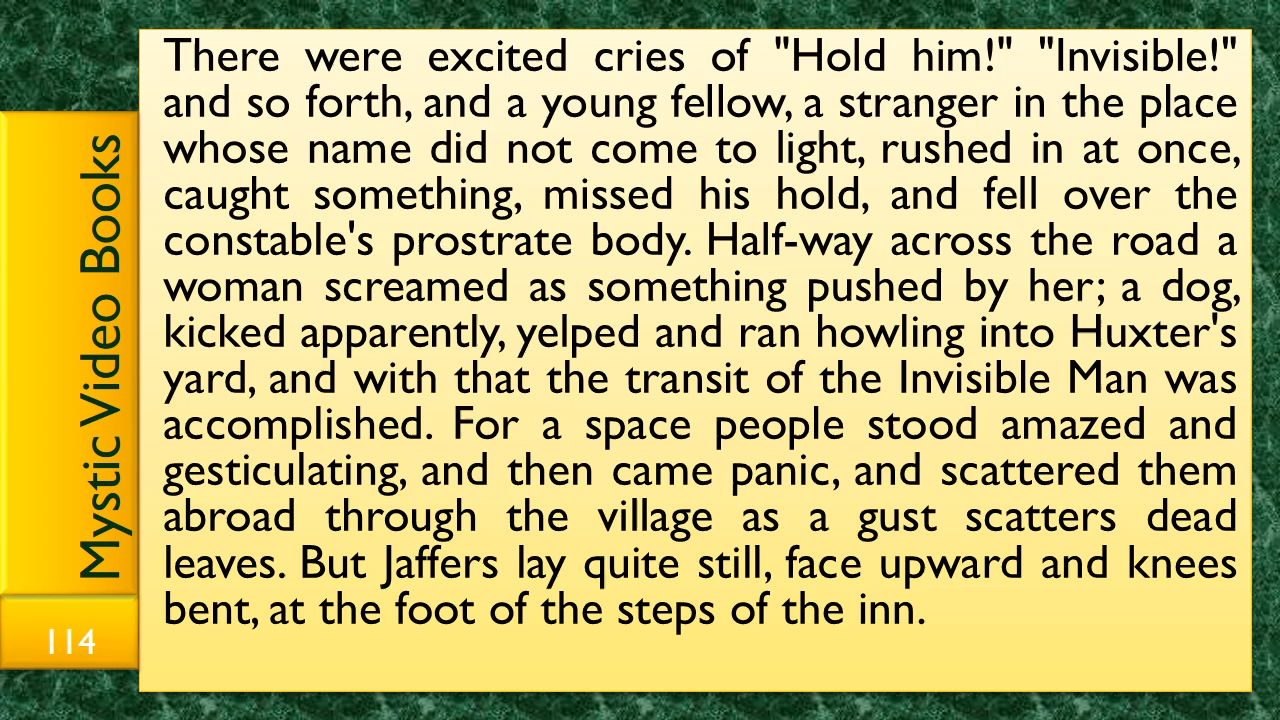 There were excited cries of "Hold him!" "Invisible!"
and so forth, and a young fellow, a stranger in the place
whose name did not come to light, rushed in at once,
caught something, missed his hold, and fell over the
constable's prostrate body. Half-way across the road a
woman screamed as something pushed by her; a dog,
kicked apparently, yelped and ran howling into Huxter's
yard, and with that the transit of the Invisible Man was
accomplished. For a space people stood amazed and
gesticulating, and then came panic, and scattered them
abroad through the village as a gust scatters dead
leaves. But Jaffers lay quite still, face upward and knees
bent, at the foot of the steps of the inn.
Mystic Video Books
114